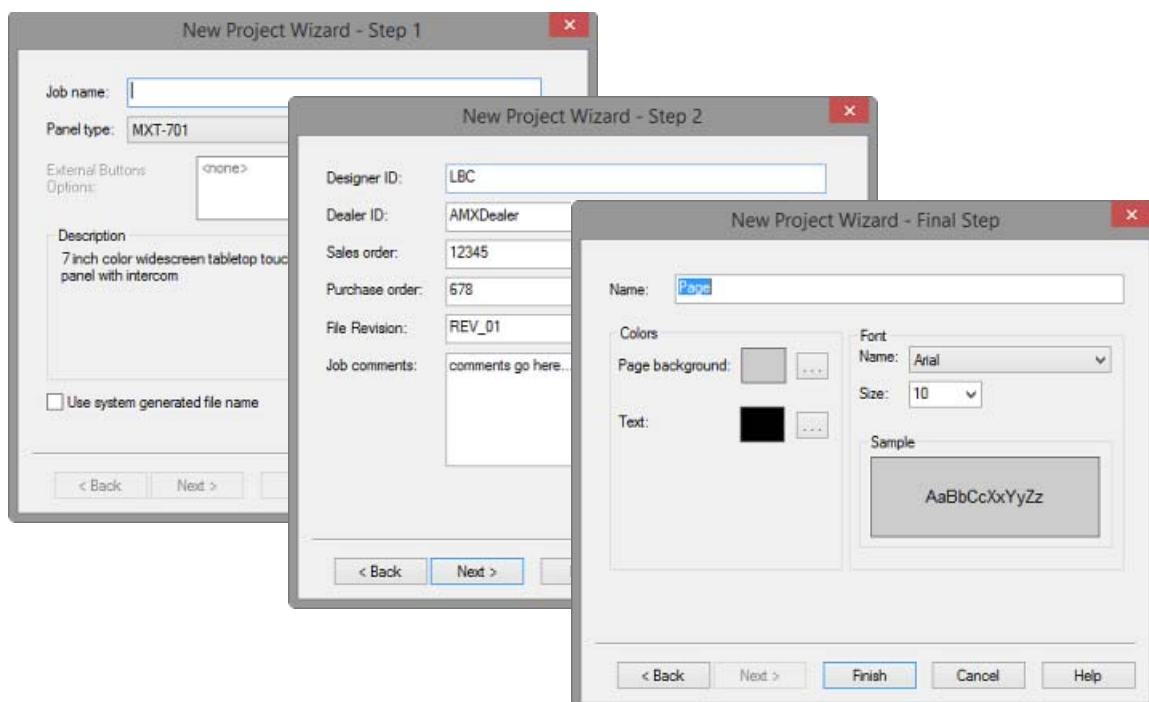 New Project Wizard - Step 1
Job name:
Panel type: MXT-701
External Buttons
Options:
<none>
Description
7 inch color widescreen tabletop touc
panel with intercom
Use system generated file name
< Back Next >
New Project Wizard - Step 2
Designer ID: LBC
Dealer ID: AMXDealer
Sales order: 12345
Purchase order: 678
File Revision: REV_01
Job comments: comments go here...
< Back Next >
New Project Wizard - Final Step
Name: Page
Colors
Page background: ...
Text: ...
Font
Name: Arial
Size: 10
Sample
AaBbCcXxYyZz
< Back Next > Finish Cancel Help